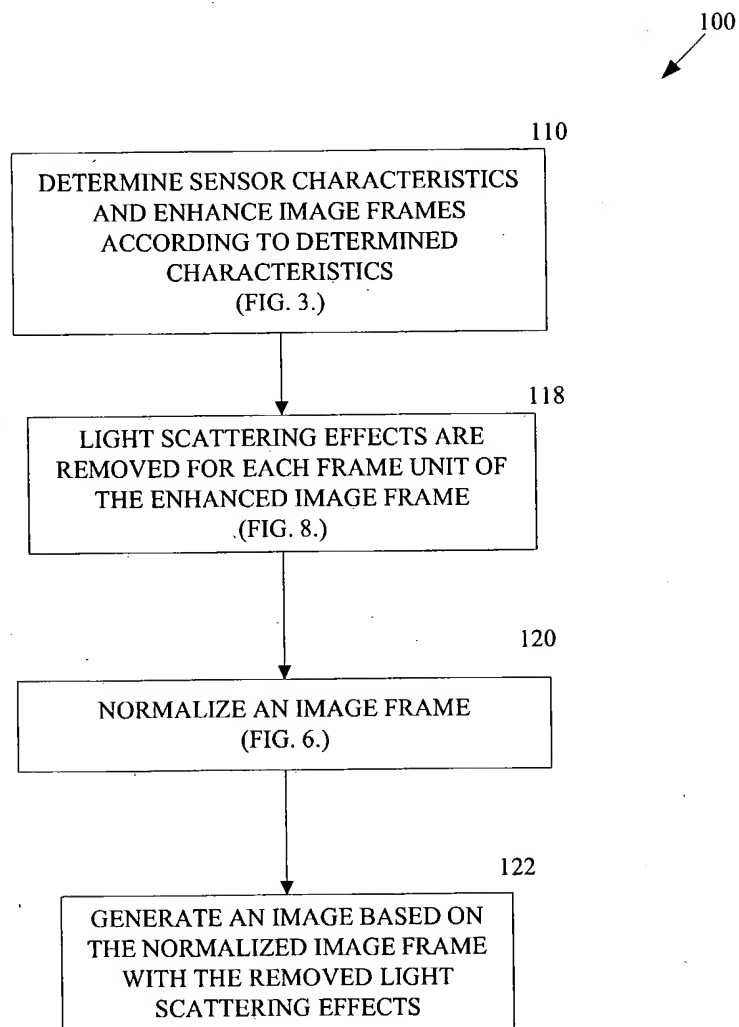 100
110
DETERMINE SENSOR CHARACTERISTICS
AND ENHANCE IMAGE FRAMES
ACCORDING TO DETERMINED
CHARACTERISTICS
(FIG. 3.)
118
LIGHT SCATTERING EFFECTS ARE
REMOVED FOR EACH FRAME UNIT OF
THE ENHANCED IMAGE FRAME
(FIG. 8.)
120
NORMALIZE AN IMAGE FRAME
(FIG. 6.)
122
GENERATE AN IMAGE BASED ON
THE NORMALIZED IMAGE FRAME
WITH THE REMOVED LIGHT
SCATTERING EFFECTS